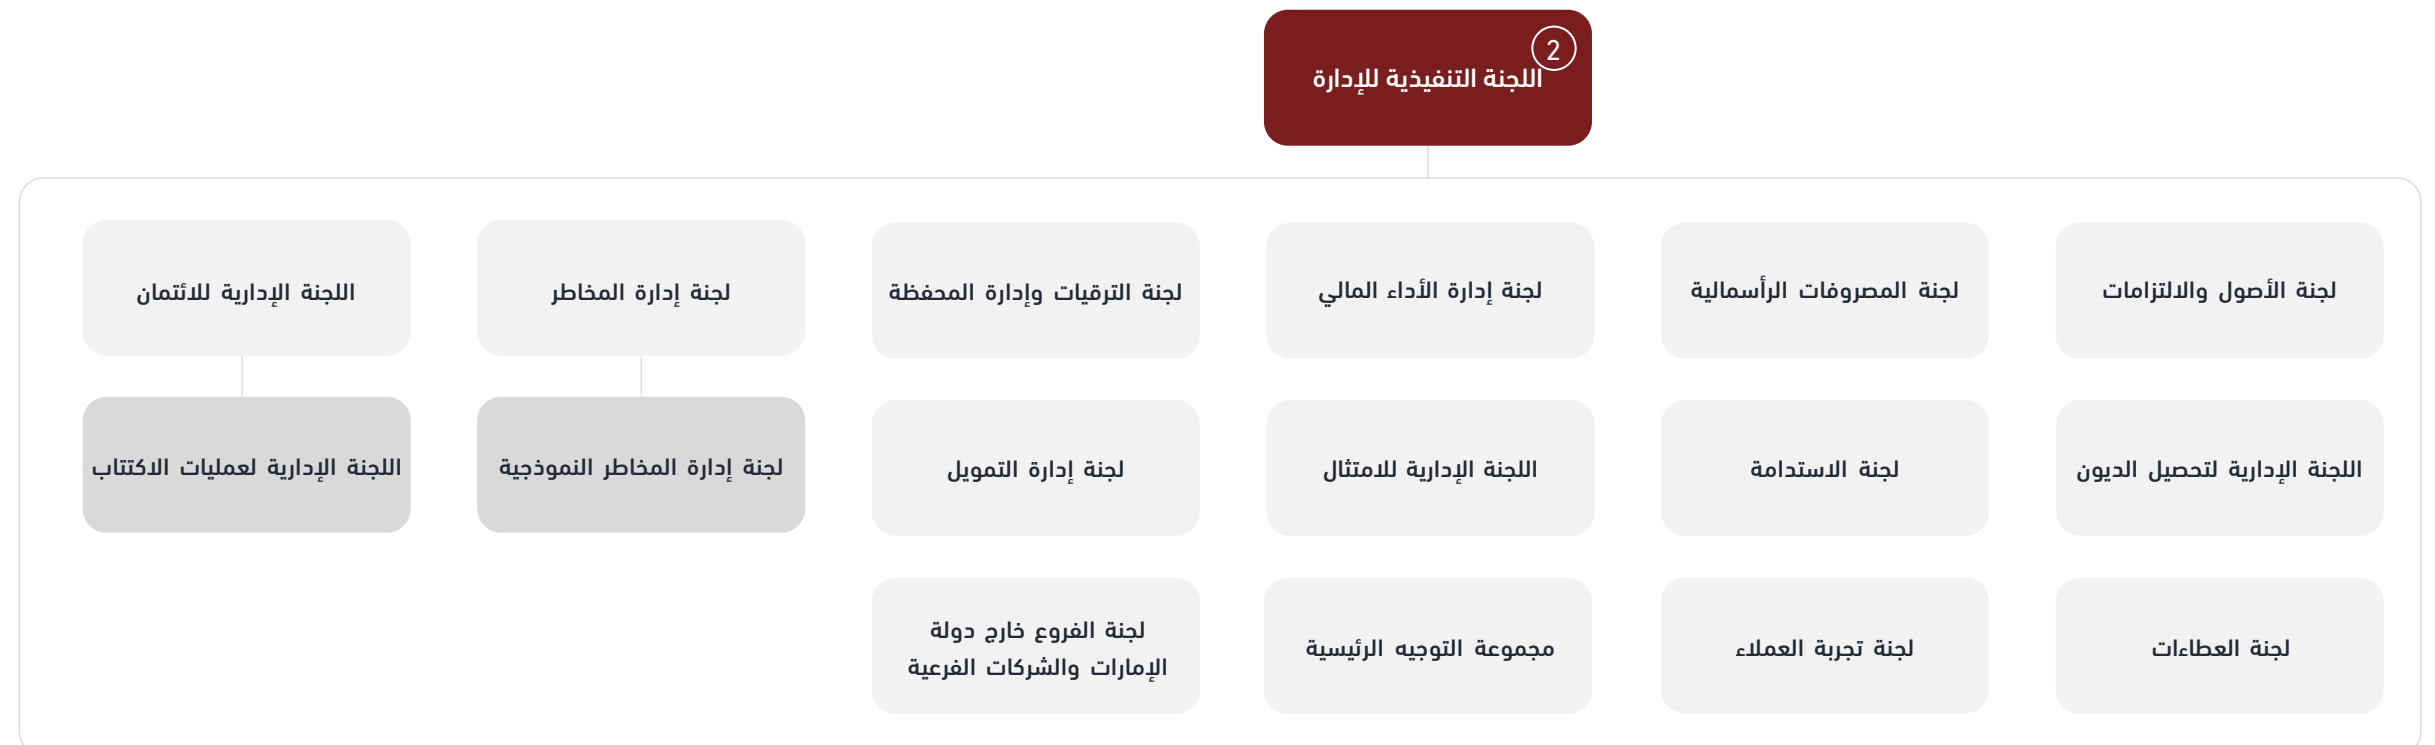 2
اللجنة التنفيذية للإدارة
لجنة الأصول والالتزامات
لجنة المصروفات الرأسمالية
لجنة إدارة الأداء المالي
لجنة الترقيات وإدارة المحفظة
لجنة إدارة المخاطر
اللجنة الإدارية للائتمان
اللجنة الإدارية لتحصيل الديون
لجنة الاستدامة
اللجنة الإدارية للامتثال
لجنة إدارة التمويل
لجنة إدارة المخاطر النموذجية
اللجنة الإدارية لعمليات الاكتتاب
لجنة العطاءات
لجنة تجربة العملاء
مجموعة التوجيه الرئيسية
لجنة الفروع خارج دولة
الإمارات والشركات الفرعية